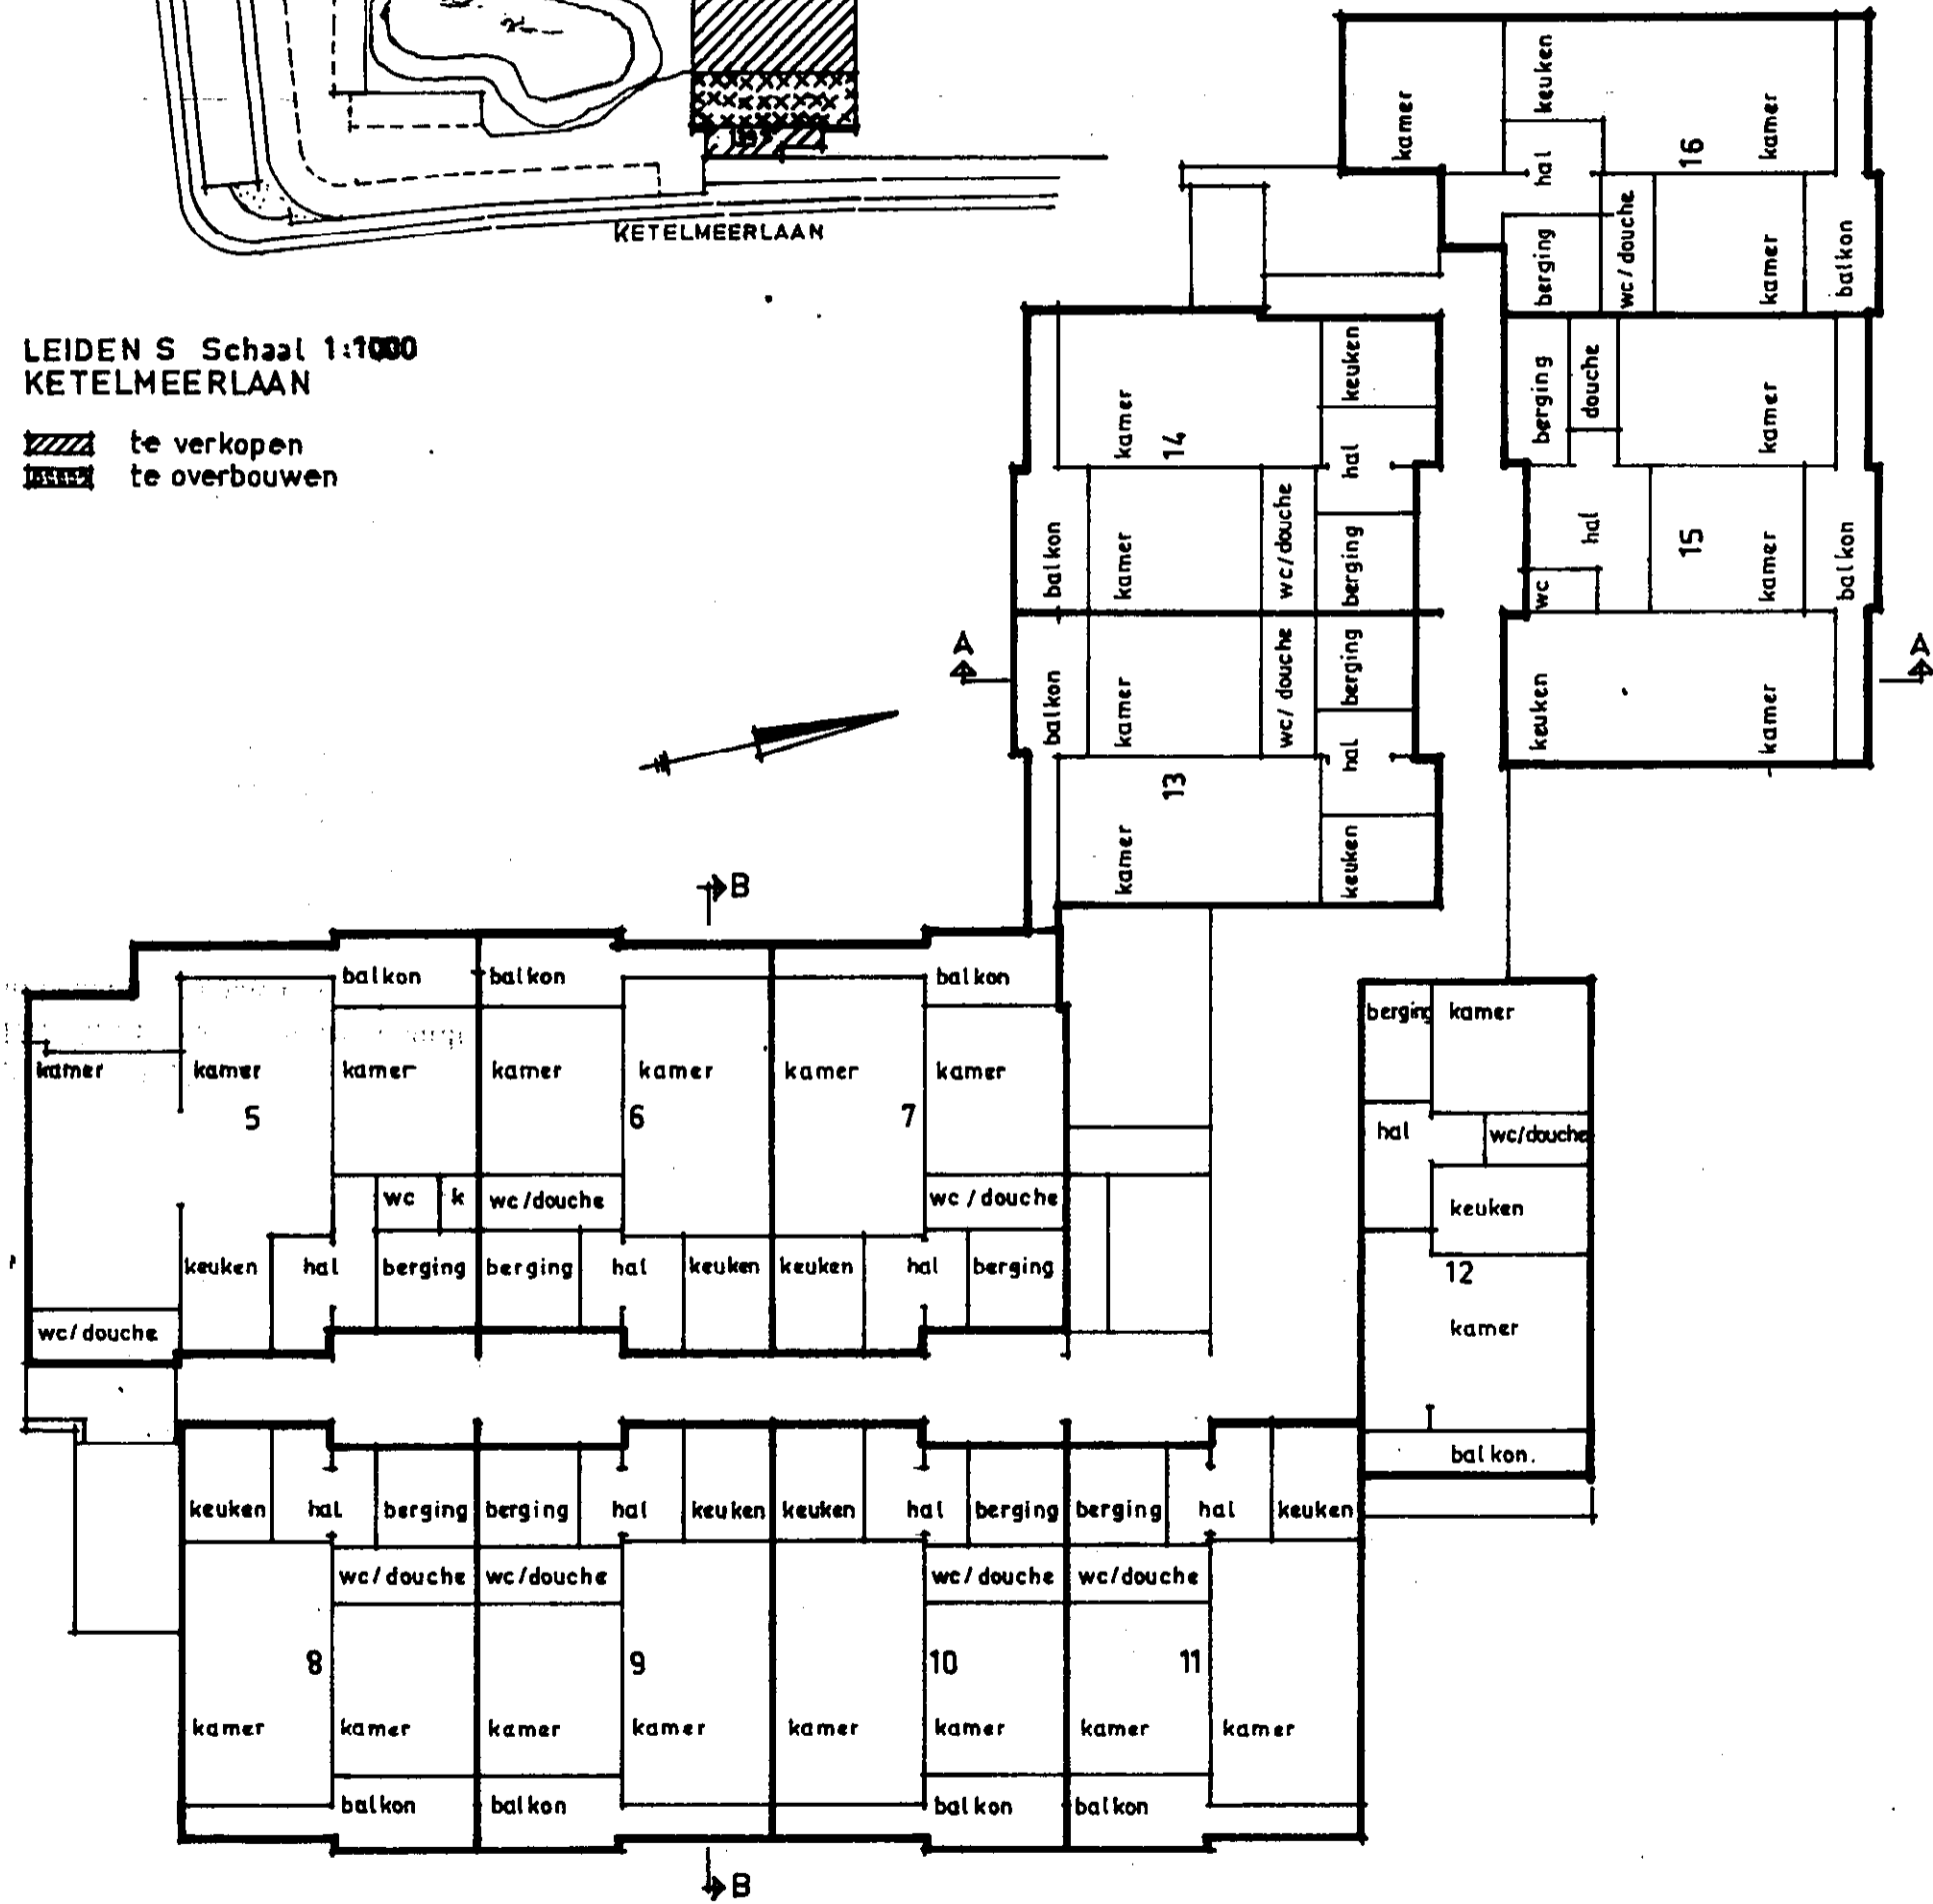 KETELMEERLAAN
LEIDEN S Schaal 1:1000
KETELMEERLAAN
te verkopen
te overbouwen
kamer
keuken
hal
kamer
16
berging
wc/douche
kamer
balkon
kamer
14
keuken
hal
balkon
kamer
wc/douche
berging
berging
douche
kamer
hal
15
wc
kamer
balkon
keuken
kamer
A
A
balkon
kamer
wc/douche
berging
hal
13
kamer
keuken
B
balkon
balkon
balkon
kamer
kamer
kamer
kamer
kamer
kamer
kamer
5
6
7
wc
k
wc/douche
wc/douche
keuken
hal
berging
berging
hal
keuken
keuken
hal
berging
wc/douche
berging
kamer
hal
wc/douche
keuken
12
kamer
balkon.
keuken
hal
berging
berging
hal
keuken
keuken
hal
berging
berging
hal
keuken
wc/douche
wc/douche
wc/douche
wc/douche
8
9
10
11
kamer
kamer
kamer
kamer
kamer
kamer
kamer
kamer
balkon
balkon
balkon
balkon
B